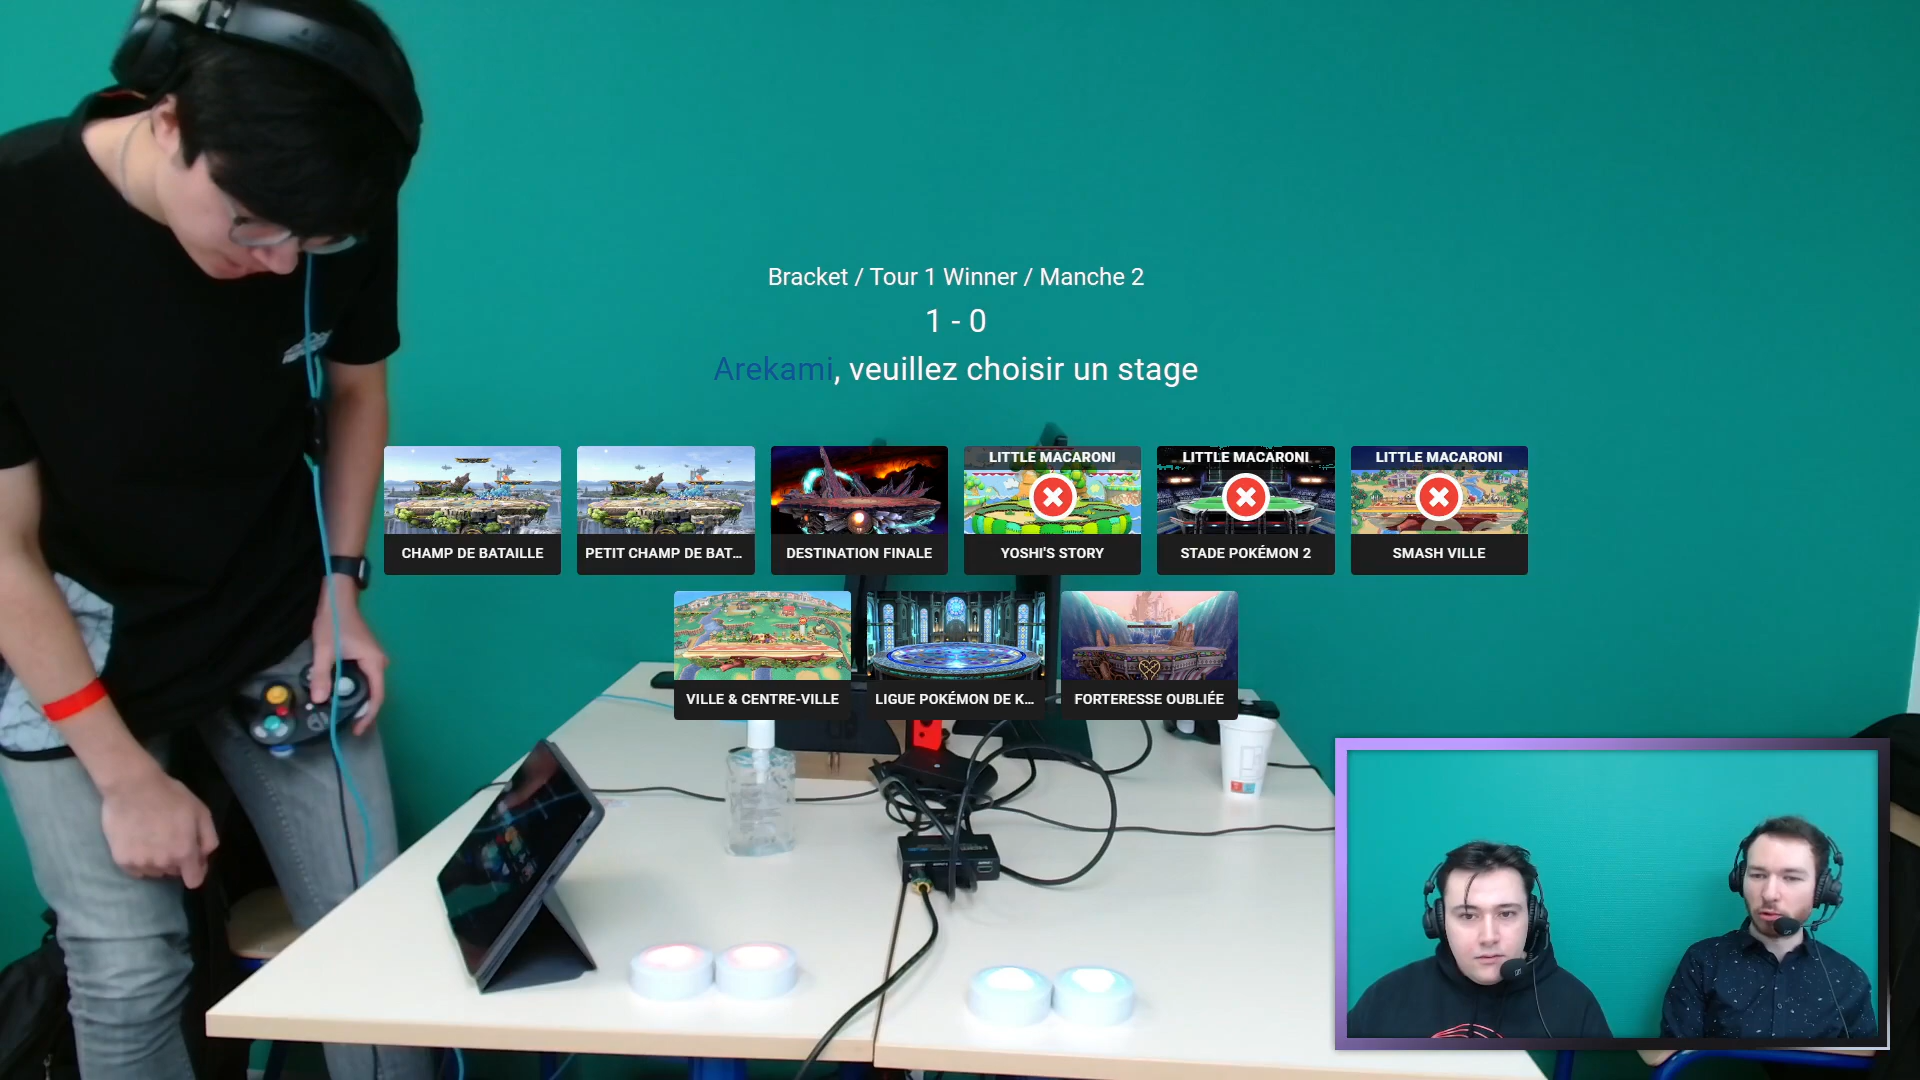 Bracket / Tour 1 Winner / Manche 2
1 - 0
Arekami, veuillez choisir un stage
LITTLE MACARONI
LITTLE MACARONI
LITTLE MACARONI
CHAMP DE BATAILLE
PETIT CHAMP DE BAT...
DESTINATION FINALE
YOSHI'S STORY
STADE POKÉMON 2
SMASH VILLE
VILLE & CENTRE-VILLE
LIGUE POKÉMON DE K...
FORTERESSE OUBLIÉE